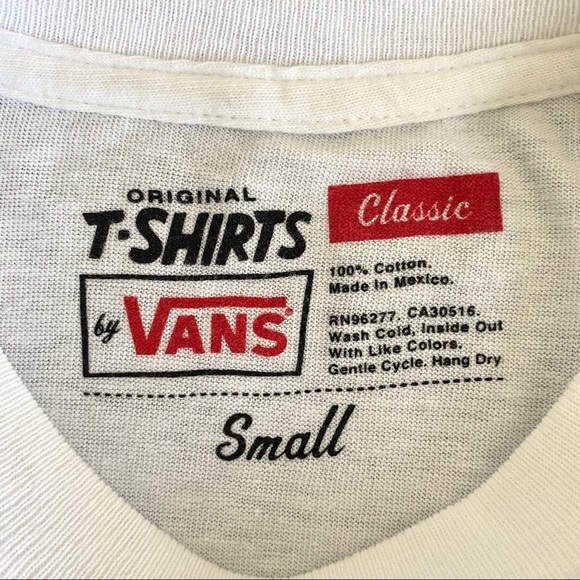 ORIGINAL
T-SHIRTS
by VANS®
Classic
100% Cotton.
Made in Mexico.
RN96277. CA30516.
Wash Cold, Inside Out
With Like Colors.
Gentle Cycle. Hang Dry
Small